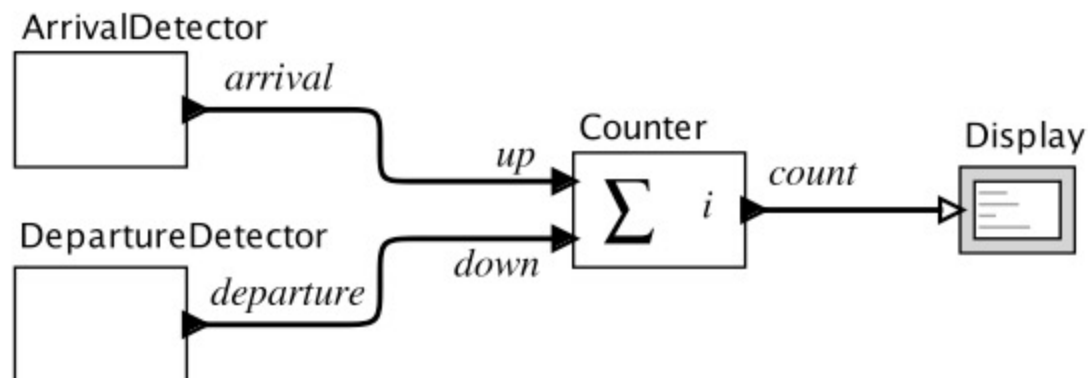 ArrivalDetector
arrival
Counter
Display
up
count
Σ i
DepartureDetector
down
departure